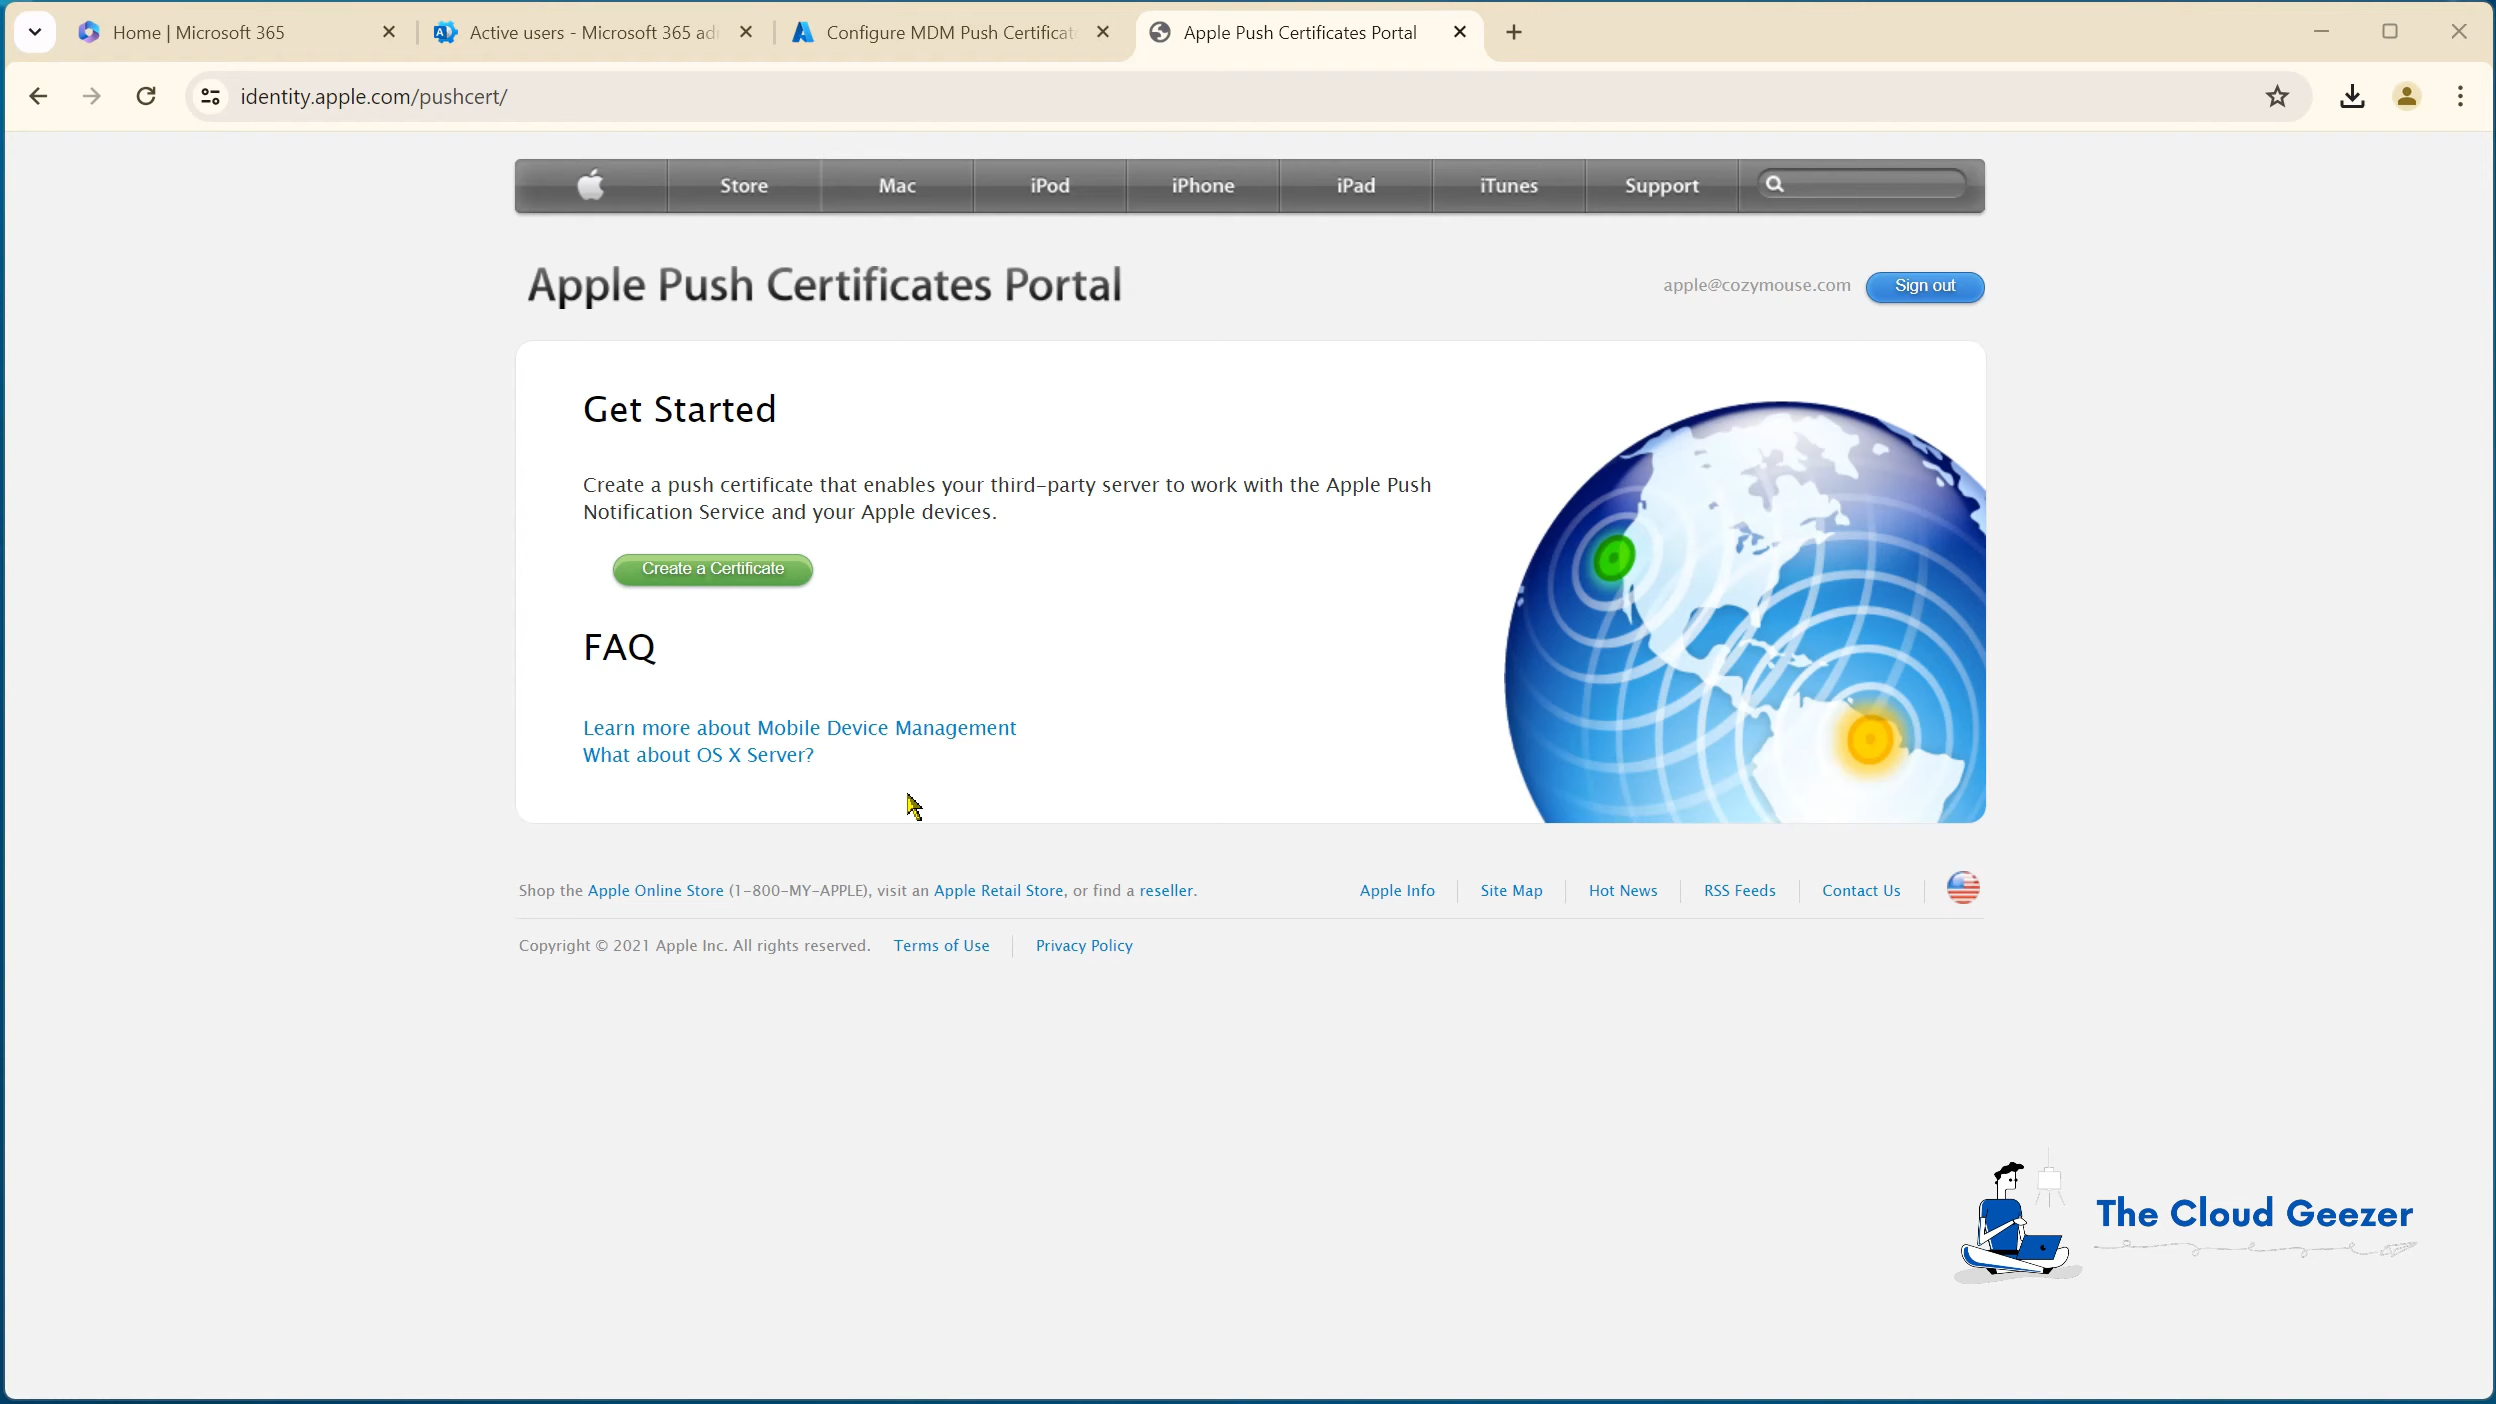 Home | Microsoft 365
Active users - Microsoft 365 ad
Configure MDM Push Certificat
Apple Push Certificates Portal
identity.apple.com/pushcert/
Store
Mac
iPod
iPhone
iPad
iTunes
Support
Apple Push Certificates Portal
apple@cozymouse.com
Sign out
Get Started
Create a push certificate that enables your third-party server to work with the Apple Push
Notification Service and your Apple devices.
Create a Certificate
FAQ
Learn more about Mobile Device Management
What about OS X Server?
Shop the Apple Online Store (1-800-MY-APPLE), visit an Apple Retail Store, or find a reseller.
Apple Info
Site Map
Hot News
RSS Feeds
Contact Us
Copyright © 2021 Apple Inc. All rights reserved.
Terms of Use
Privacy Policy
The Cloud Geezer